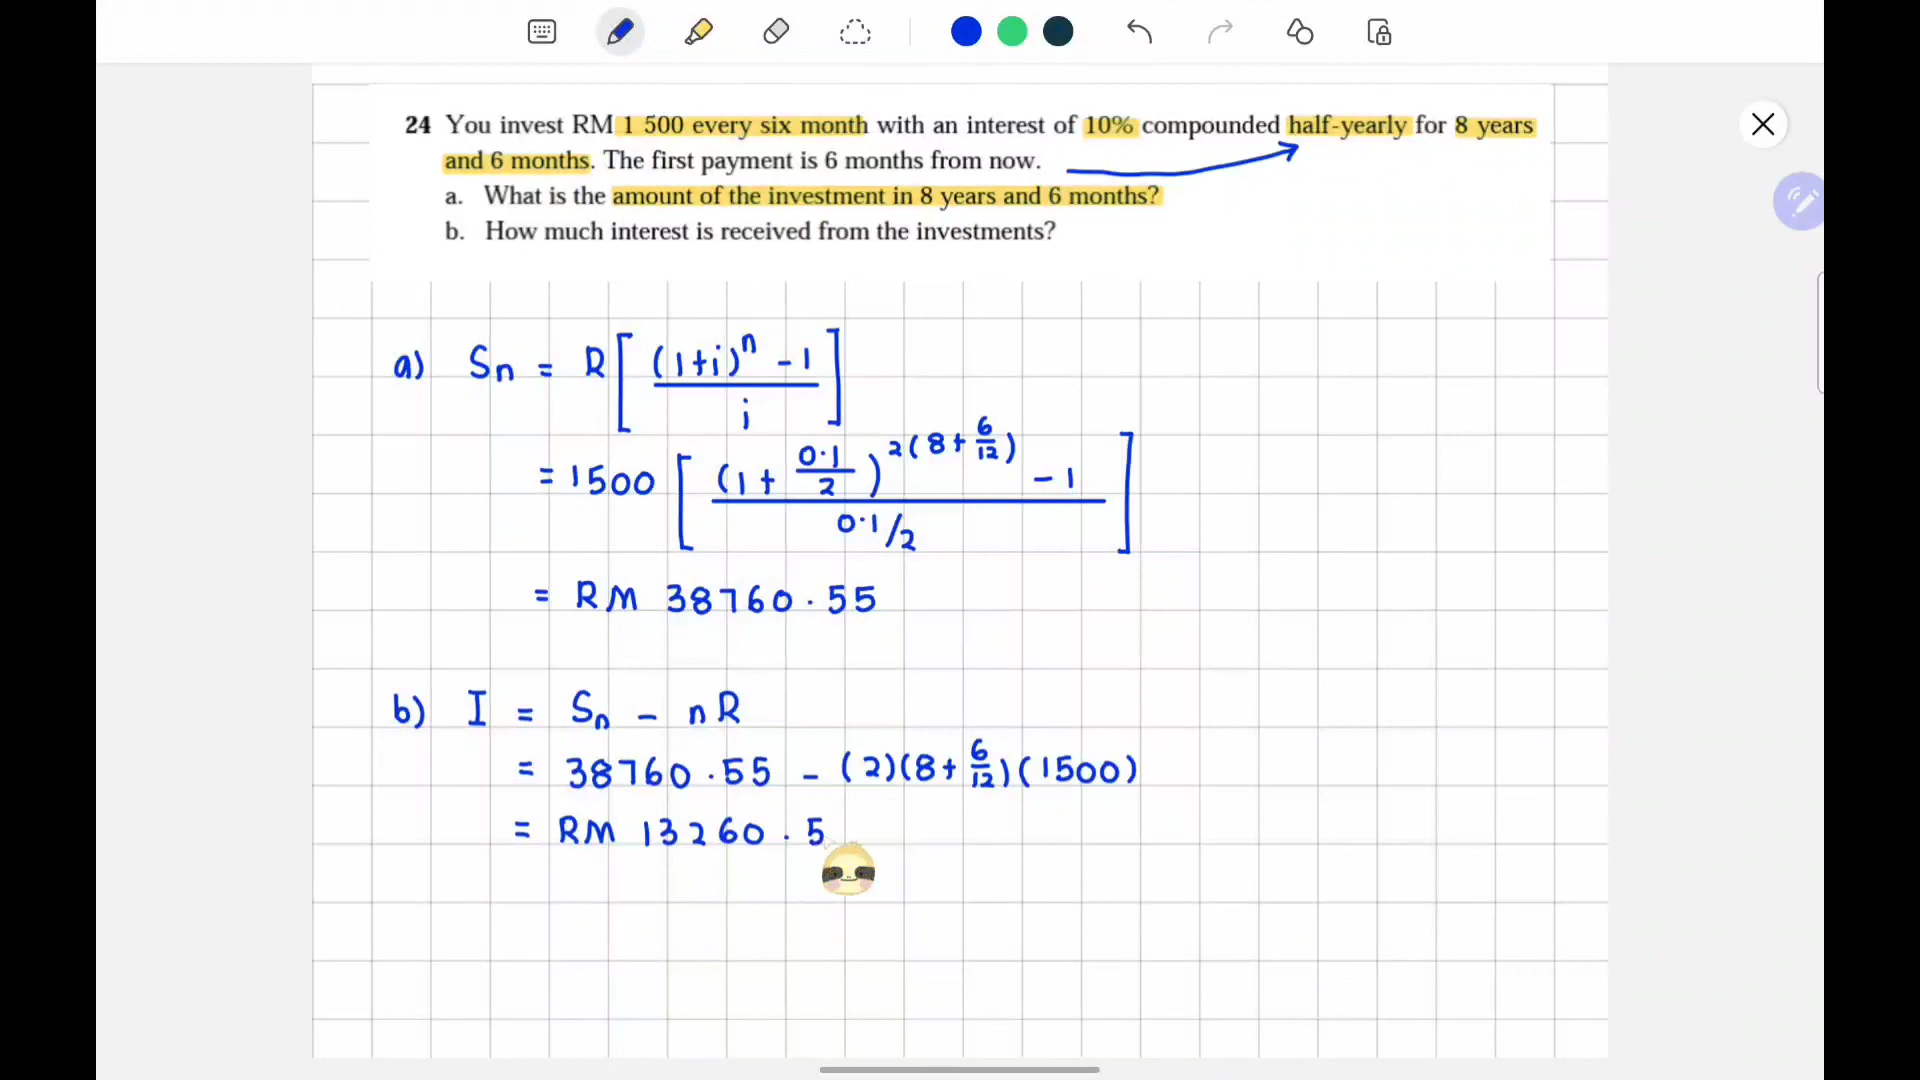 24 You invest RM 1 500 every six month with an interest of 10% compounded half-yearly for 8 years
and 6 months. The first payment is 6 months from now.
a. What is the amount of the investment in 8 years and 6 months?
b. How much interest is received from the investments?
a) Sn = R[((1+i)^n - 1)/i]
= 1500 [((1 + 0.1/2)^2(8 + 6/12) - 1)/(0.1/2)]
= RM 38760.55
b) I = Sn - nR
= 38760.55 - (2)(8 + 6/12)(1500)
= RM 13260.5